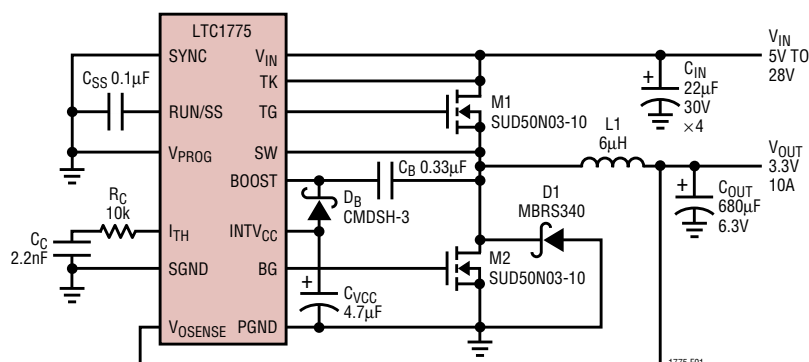 LTC1775
SYNC
VIN
VIN
5V TO
28V
TK
CSS 0.1µF
RUN/SS
TG
+
CIN
22µF
30V
×4
M1
SUD50N03-10
VPROG
SW
L1
6µH
VOUT
3.3V
10A
BOOST
CB 0.33µF
DB
CMDSH-3
D1
MBRS340
+
COUT
680µF
6.3V
RC
10k
ITH
INTVCC
CC
2.2nF
SGND
BG
M2
SUD50N03-10
+
CVCC
4.7µF
VOSENSE
PGND